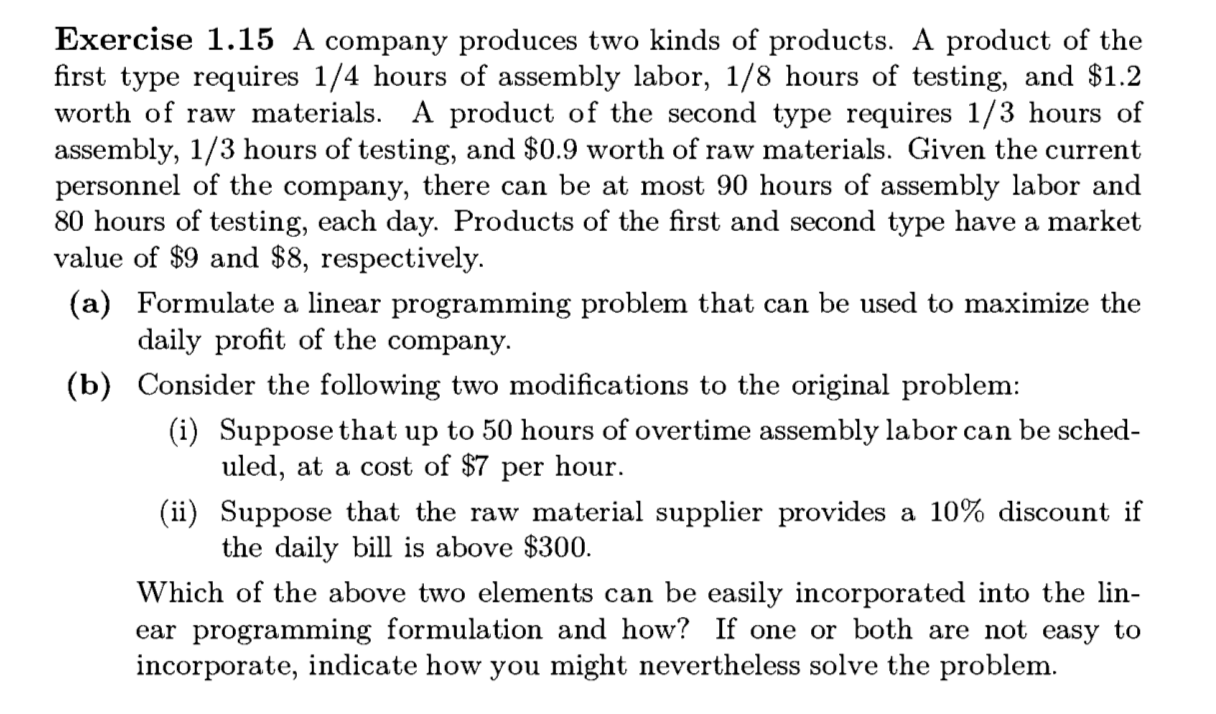 Exercise 1.15 A company produces two kinds of products. A product of the
first type requires 1/4 hours of assembly labor, 1/8 hours of testing, and $1.2
worth of raw materials. A product of the second type requires 1/3 hours of
assembly, 1/3 hours of testing, and $0.9 worth of raw materials. Given the current
personnel of the company, there can be at most 90 hours of assembly labor and
80 hours of testing, each day. Products of the first and second type have a market
value of $9 and $8, respectively.
(a) Formulate a linear programming problem that can be used to maximize the
daily profit of the company.
(b) Consider the following two modifications to the original problem:
(i) Suppose that up to 50 hours of overtime assembly labor can be sched-
uled, at a cost of $7 per hour.
(ii) Suppose that the raw material supplier provides a 10% discount if
the daily bill is above $300.
Which of the above two elements can be easily incorporated into the lin-
ear programming formulation and how? If one or both are not easy to
incorporate, indicate how you might nevertheless solve the problem.